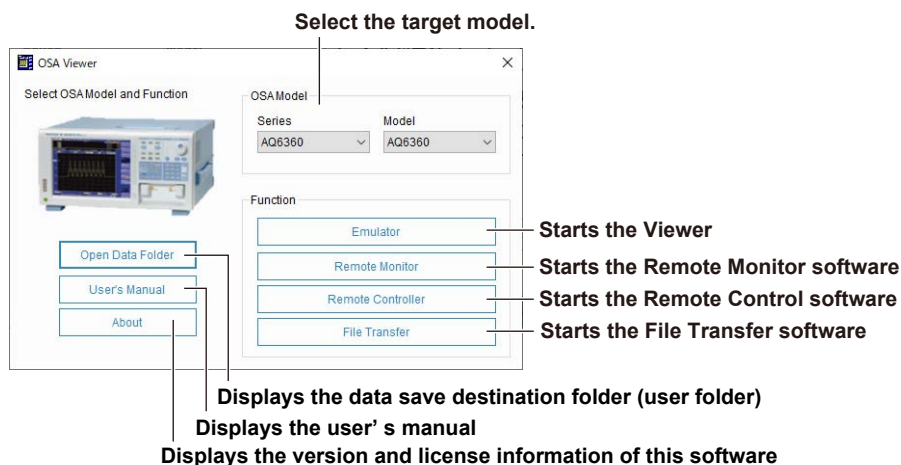 Select the target model.
OSA Viewer
Select OSA Model and Function
OSA Model
Series
Model
AQ6360
AQ6360
Function
Emulator
Starts the Viewer
Open Data Folder
Remote Monitor
Starts the Remote Monitor software
User's Manual
Remote Controller
Starts the Remote Control software
About
File Transfer
Starts the File Transfer software
Displays the data save destination folder (user folder)
Displays the user’ s manual
Displays the version and license information of this software